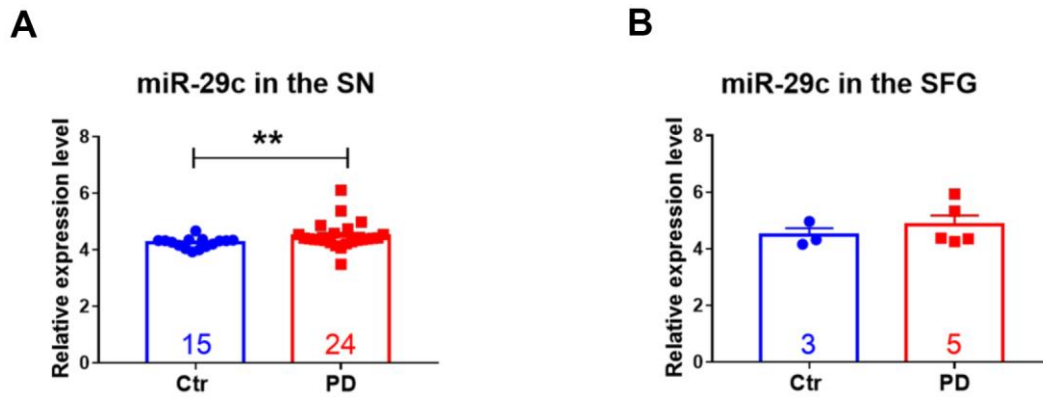 A
miR-29c in the SN
Relative expression level
8
6
4
2
0
**
15
24
Ctr
PD
B
miR-29c in the SFG
Relative expression level
8
6
4
2
0
3
5
Ctr
PD